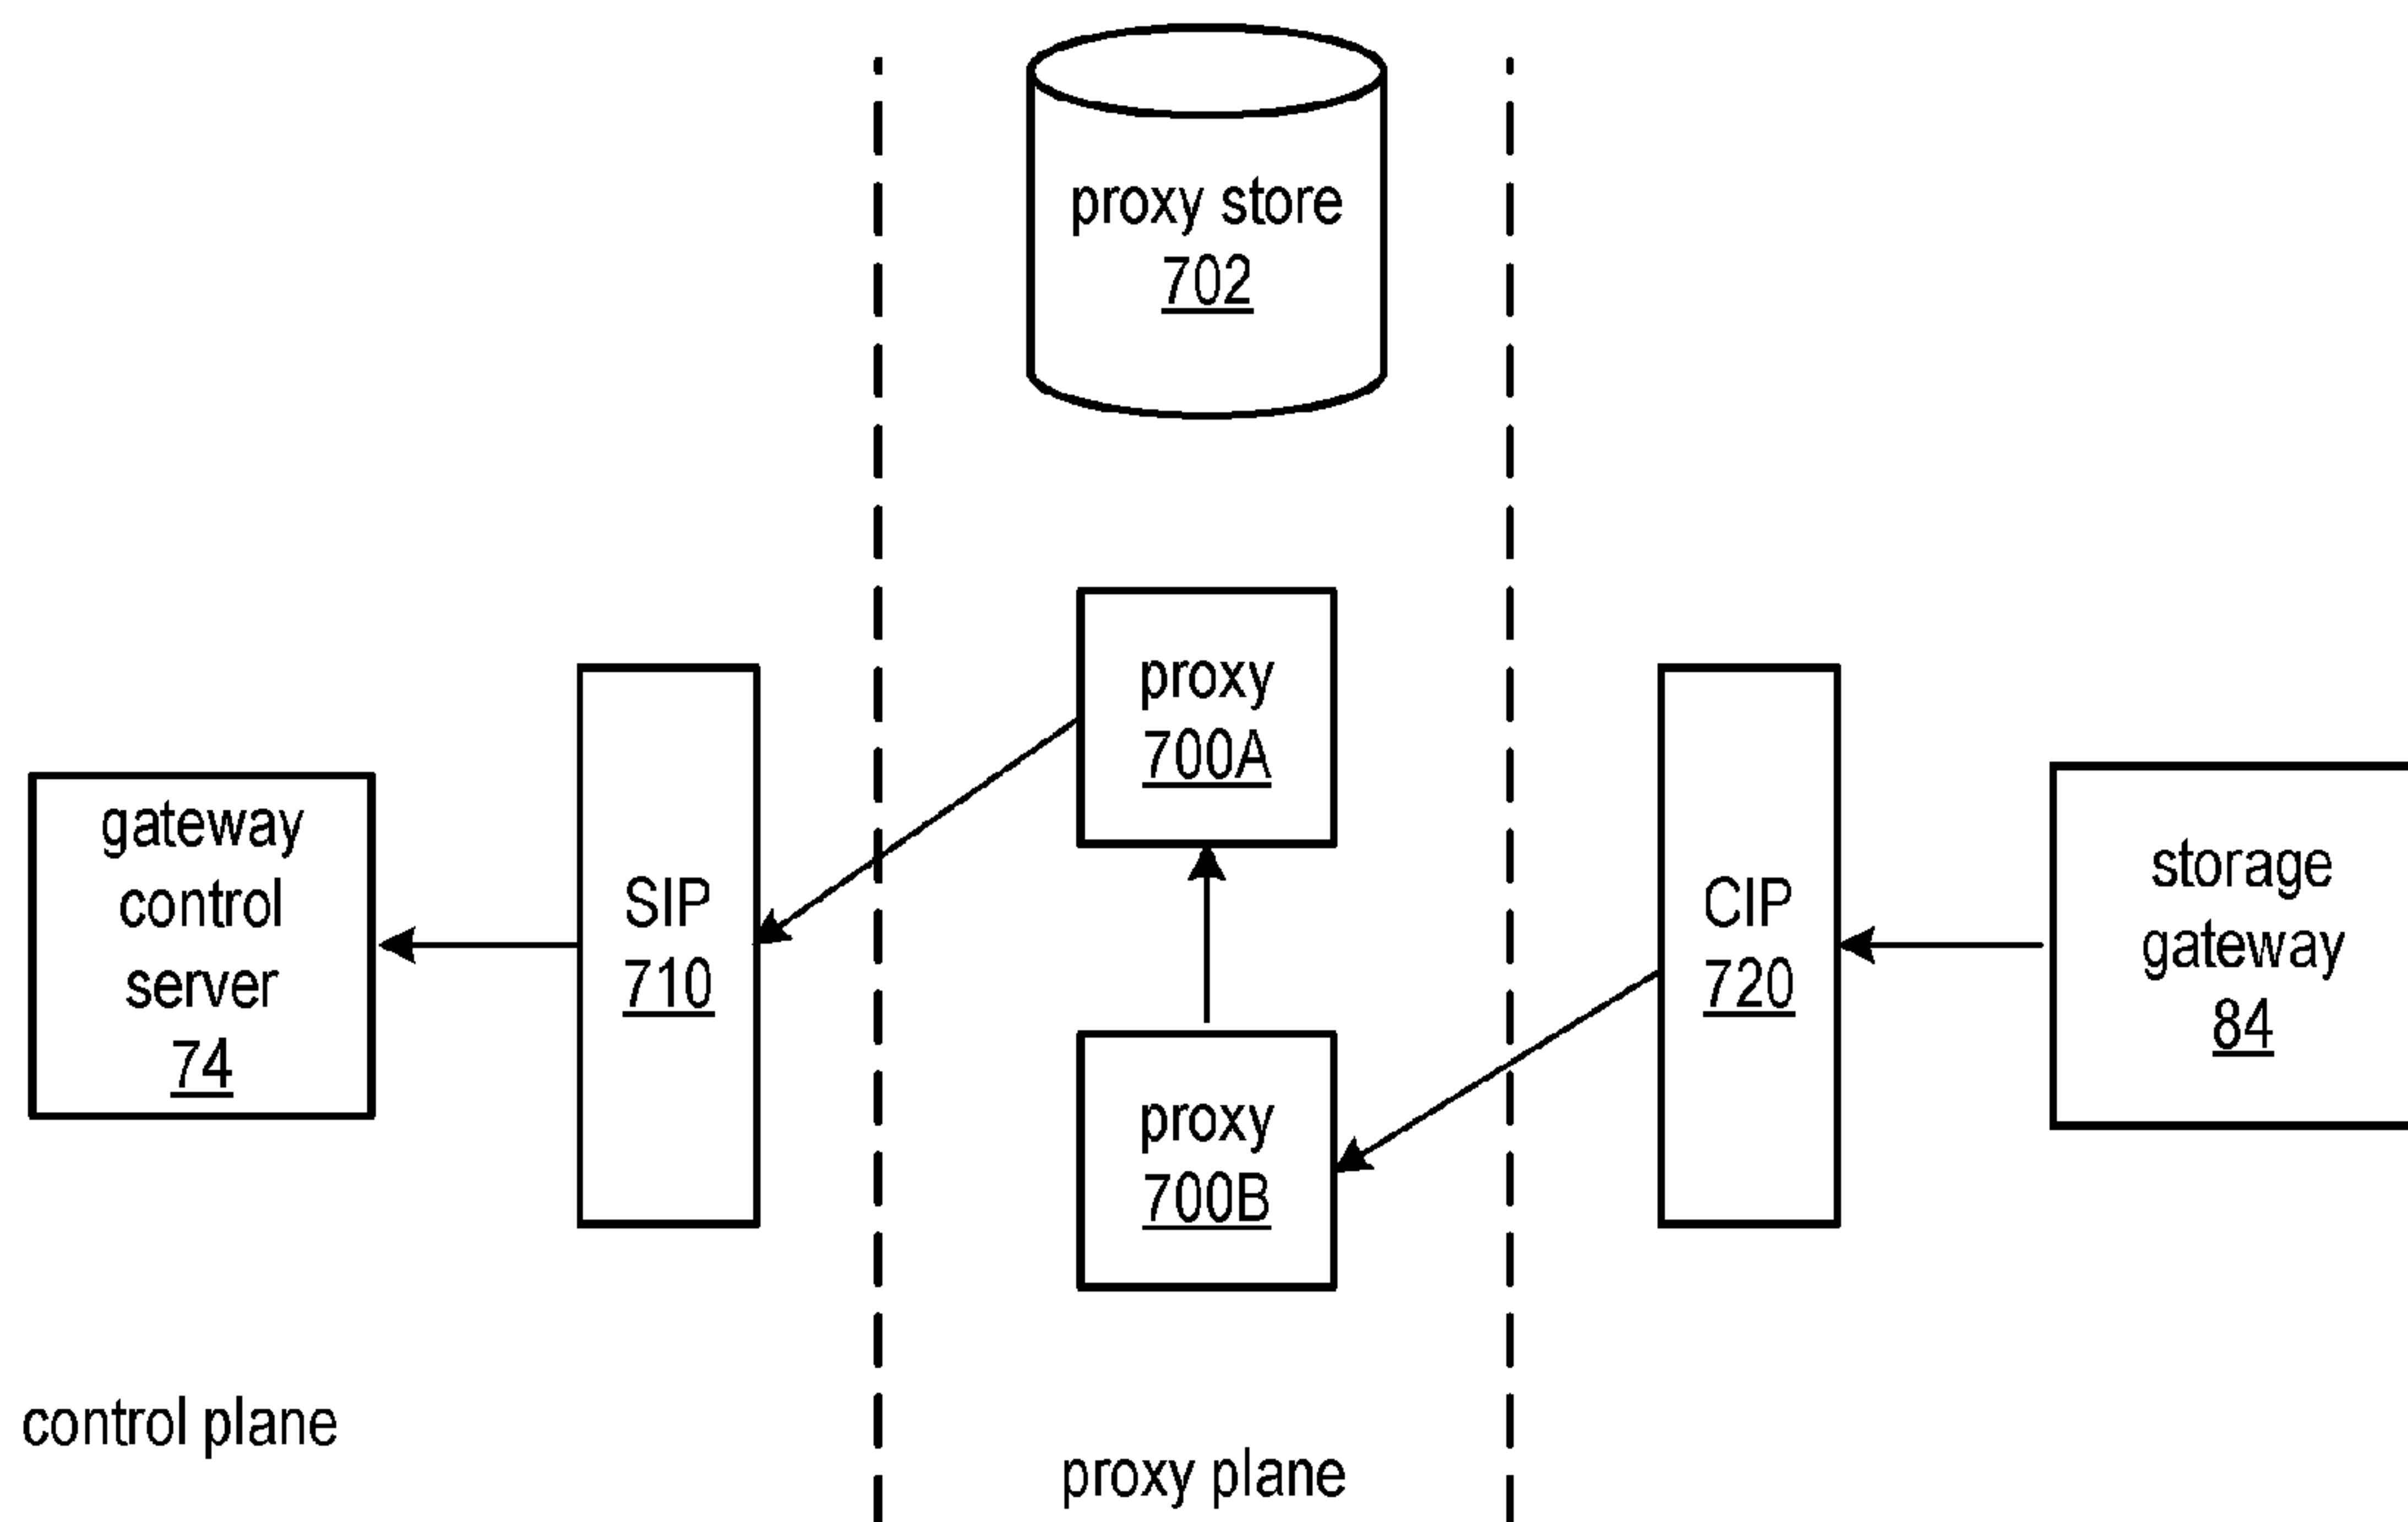 proxy store
702
proxy
700A
gateway
control
server
74
SIP
710
CIP
720
storage
gateway
84
proxy
700B
control plane
proxy plane